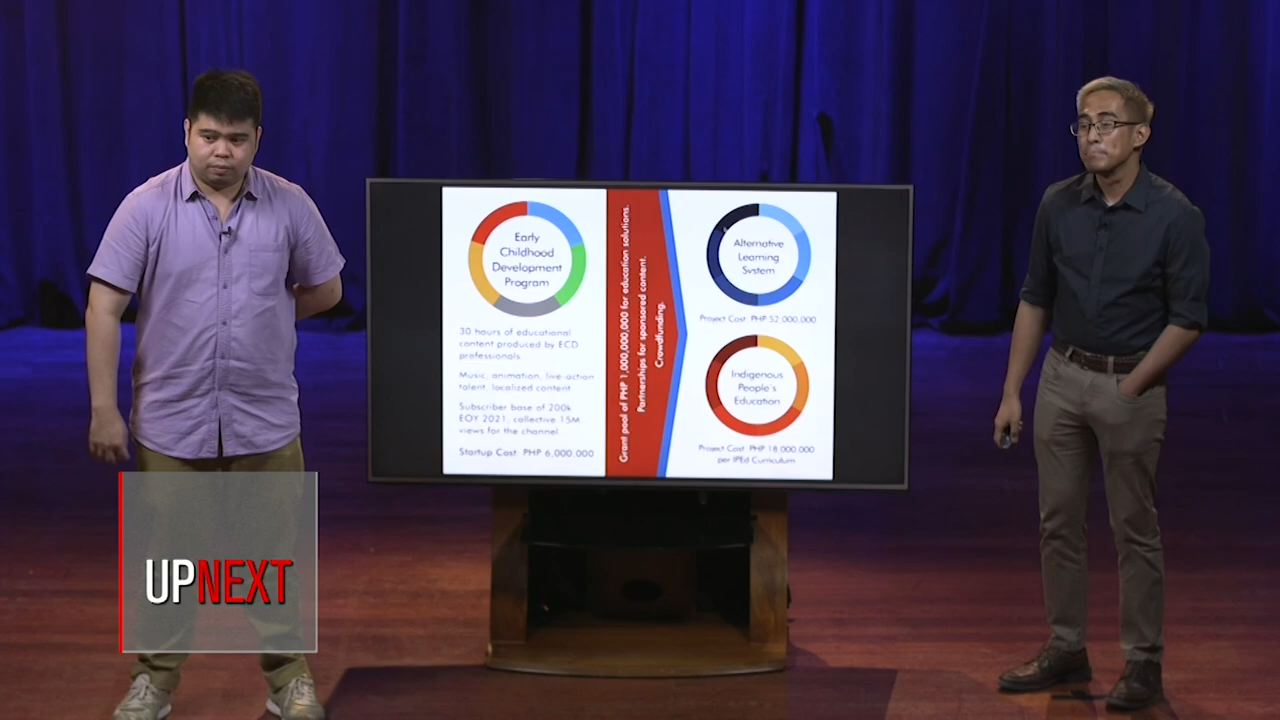 Early
Childhood
Development
Program
30 hours of educational
content produced by ECD
professionals
Music, animation, live-action
talent, localized content
Subscriber base of 200k
EOY 2021; collective 15M
views for the channel
Startup Cost: PHP 6,000,000
Grant pool of PHP 1,000,000,000 for education solutions.
Partnerships for sponsored content.
Crowdfunding.
Alternative
Learning
System
Project Cost: PHP 52,000,000
Indigenous
People's
Education
Project Cost: PHP 18,000,000
per IPEd Curriculum
UPNEXT